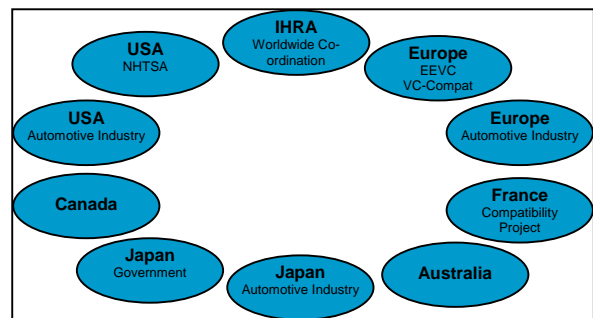 IHRA
Worldwide Co-
ordination
USA
NHTSA
Europe
EEVC
VC-Compat
USA
Automotive Industry
Europe
Automotive Industry
Canada
France
Compatibility
Project
Japan
Government
Japan
Automotive Industry
Australia